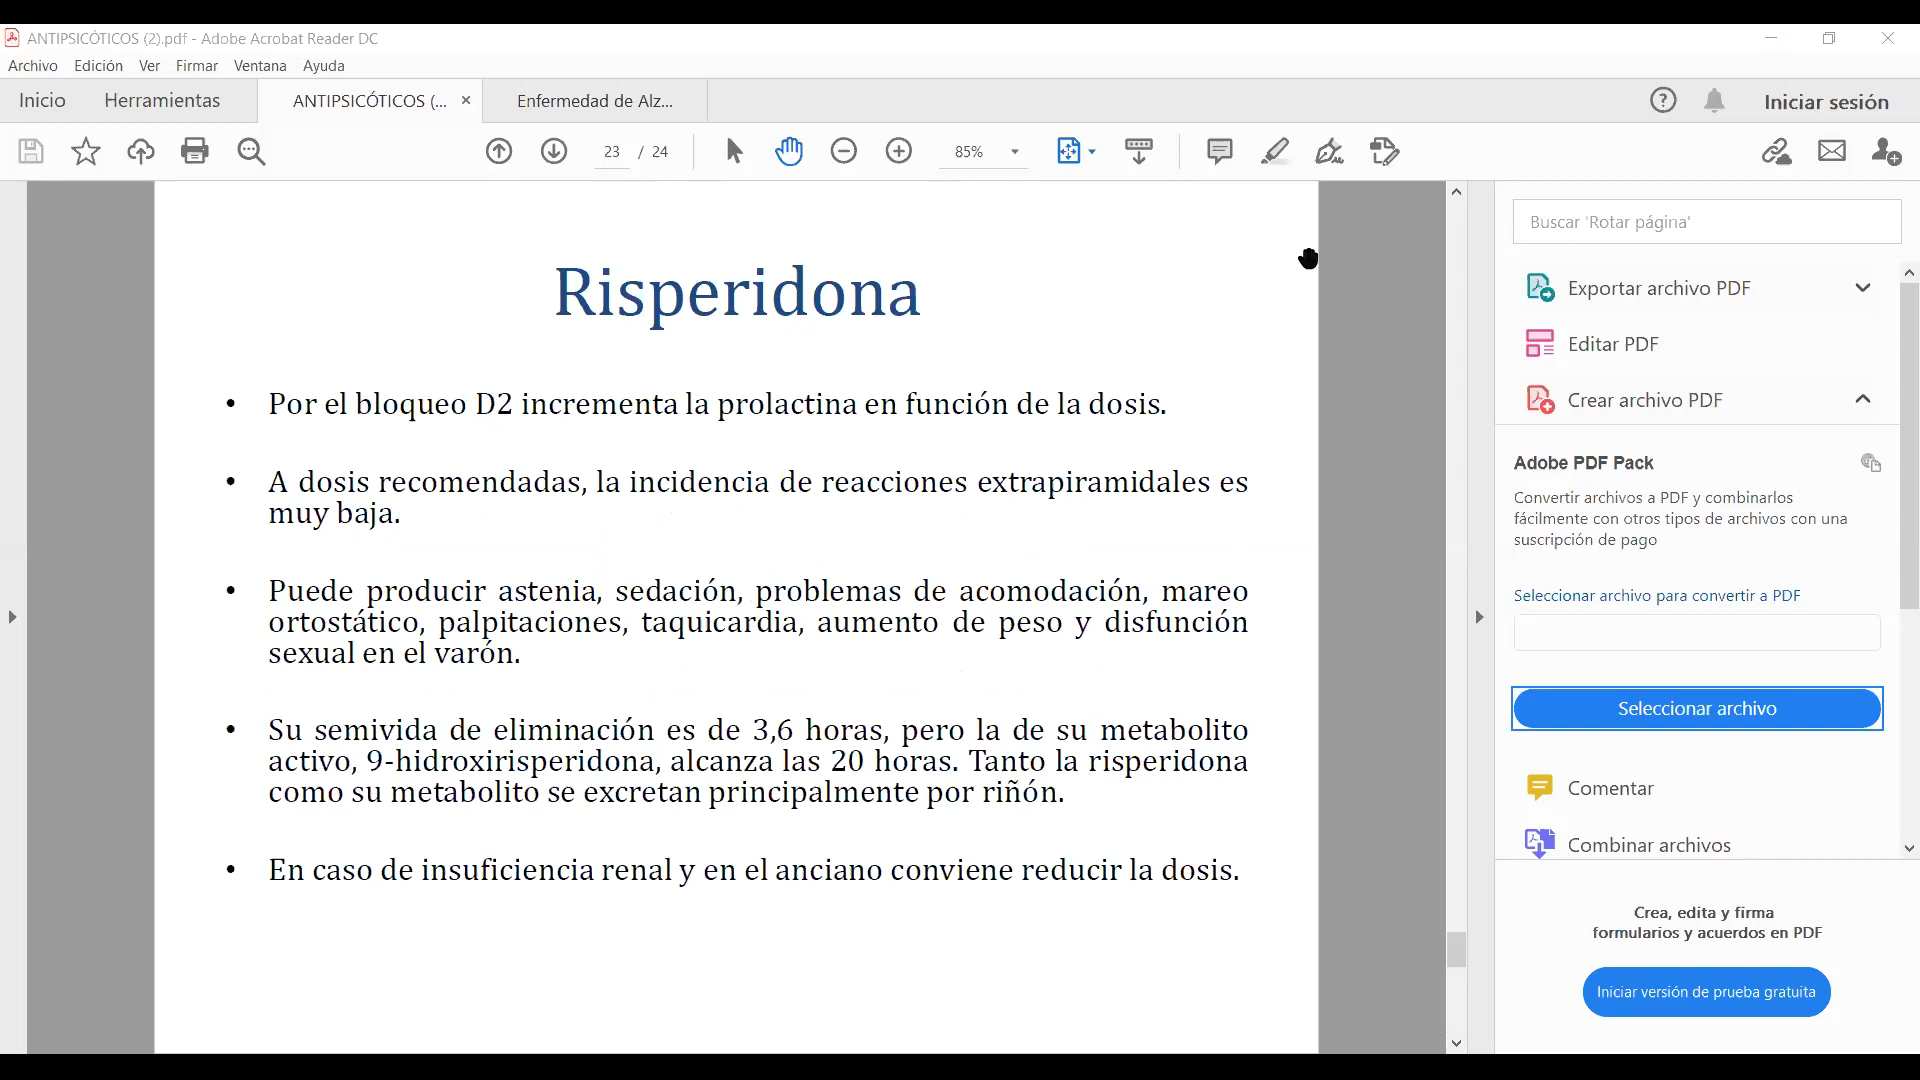 ANTIPSICÓTICOS (2).pdf - Adobe Acrobat Reader DC
Archivo Edición Ver Firmar Ventana Ayuda
Inicio Herramientas ANTIPSICÓTICOS (... × Enfermedad de Alz... Iniciar sesión
23 / 24 85%
Risperidona
• Por el bloqueo D2 incrementa la prolactina en función de la dosis.
• A dosis recomendadas, la incidencia de reacciones extrapiramidales es
muy baja.
• Puede producir astenia, sedación, problemas de acomodación, mareo
ortostático, palpitaciones, taquicardia, aumento de peso y disfunción
sexual en el varón.
• Su semivida de eliminación es de 3,6 horas, pero la de su metabolito
activo, 9-hidroxirisperidona, alcanza las 20 horas. Tanto la risperidona
como su metabolito se excretan principalmente por riñón.
• En caso de insuficiencia renal y en el anciano conviene reducir la dosis.
Buscar 'Rotar página'
Exportar archivo PDF
Editar PDF
Crear archivo PDF
Adobe PDF Pack
Convertir archivos a PDF y combinarlos
fácilmente con otros tipos de archivos con una
suscripción de pago
Seleccionar archivo para convertir a PDF
Seleccionar archivo
Comentar
Combinar archivos
Crea, edita y firma
formularios y acuerdos en PDF
Iniciar versión de prueba gratuita